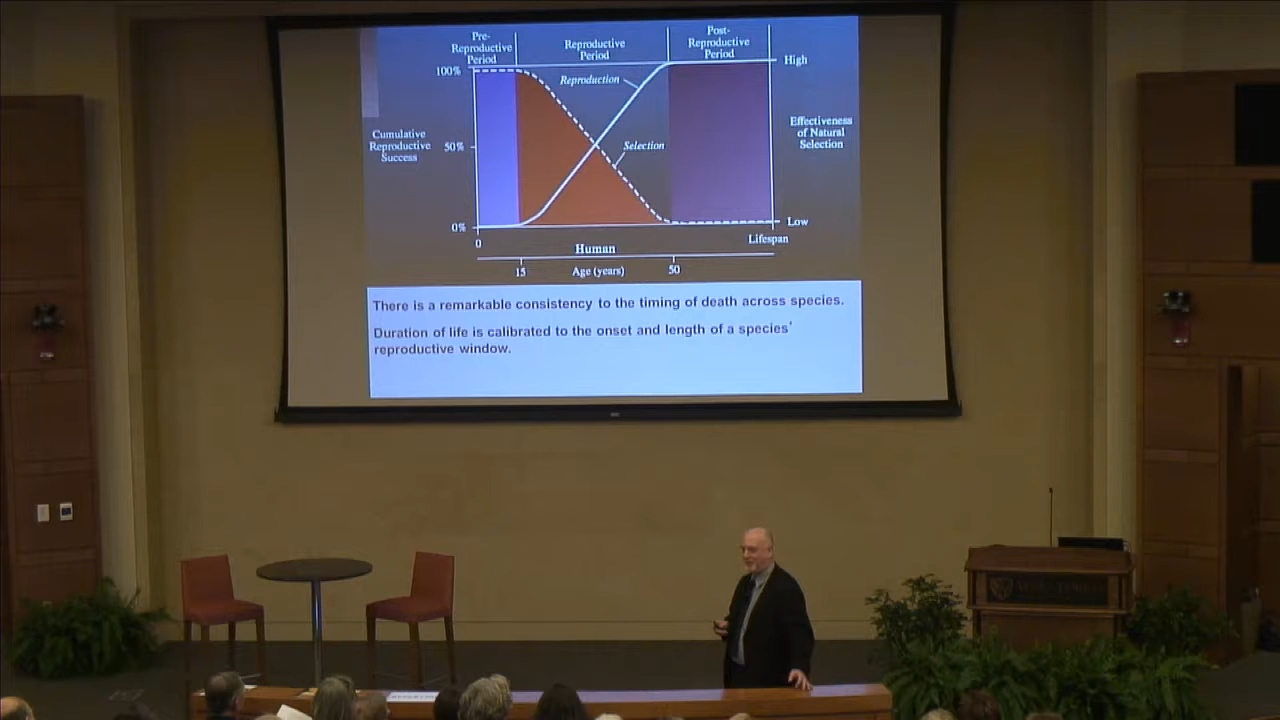 Pre-
Reproductive
Period
Reproductive
Period
Post-
Reproductive
Period
100%
Reproduction
High
Cumulative
Reproductive
Success
50%
Selection
Effectiveness
of Natural
Selection
0%
Low
0
Human
Lifespan
15
Age (years)
50
There is a remarkable consistency to the timing of death across species.
Duration of life is calibrated to the onset and length of a species'
reproductive window.